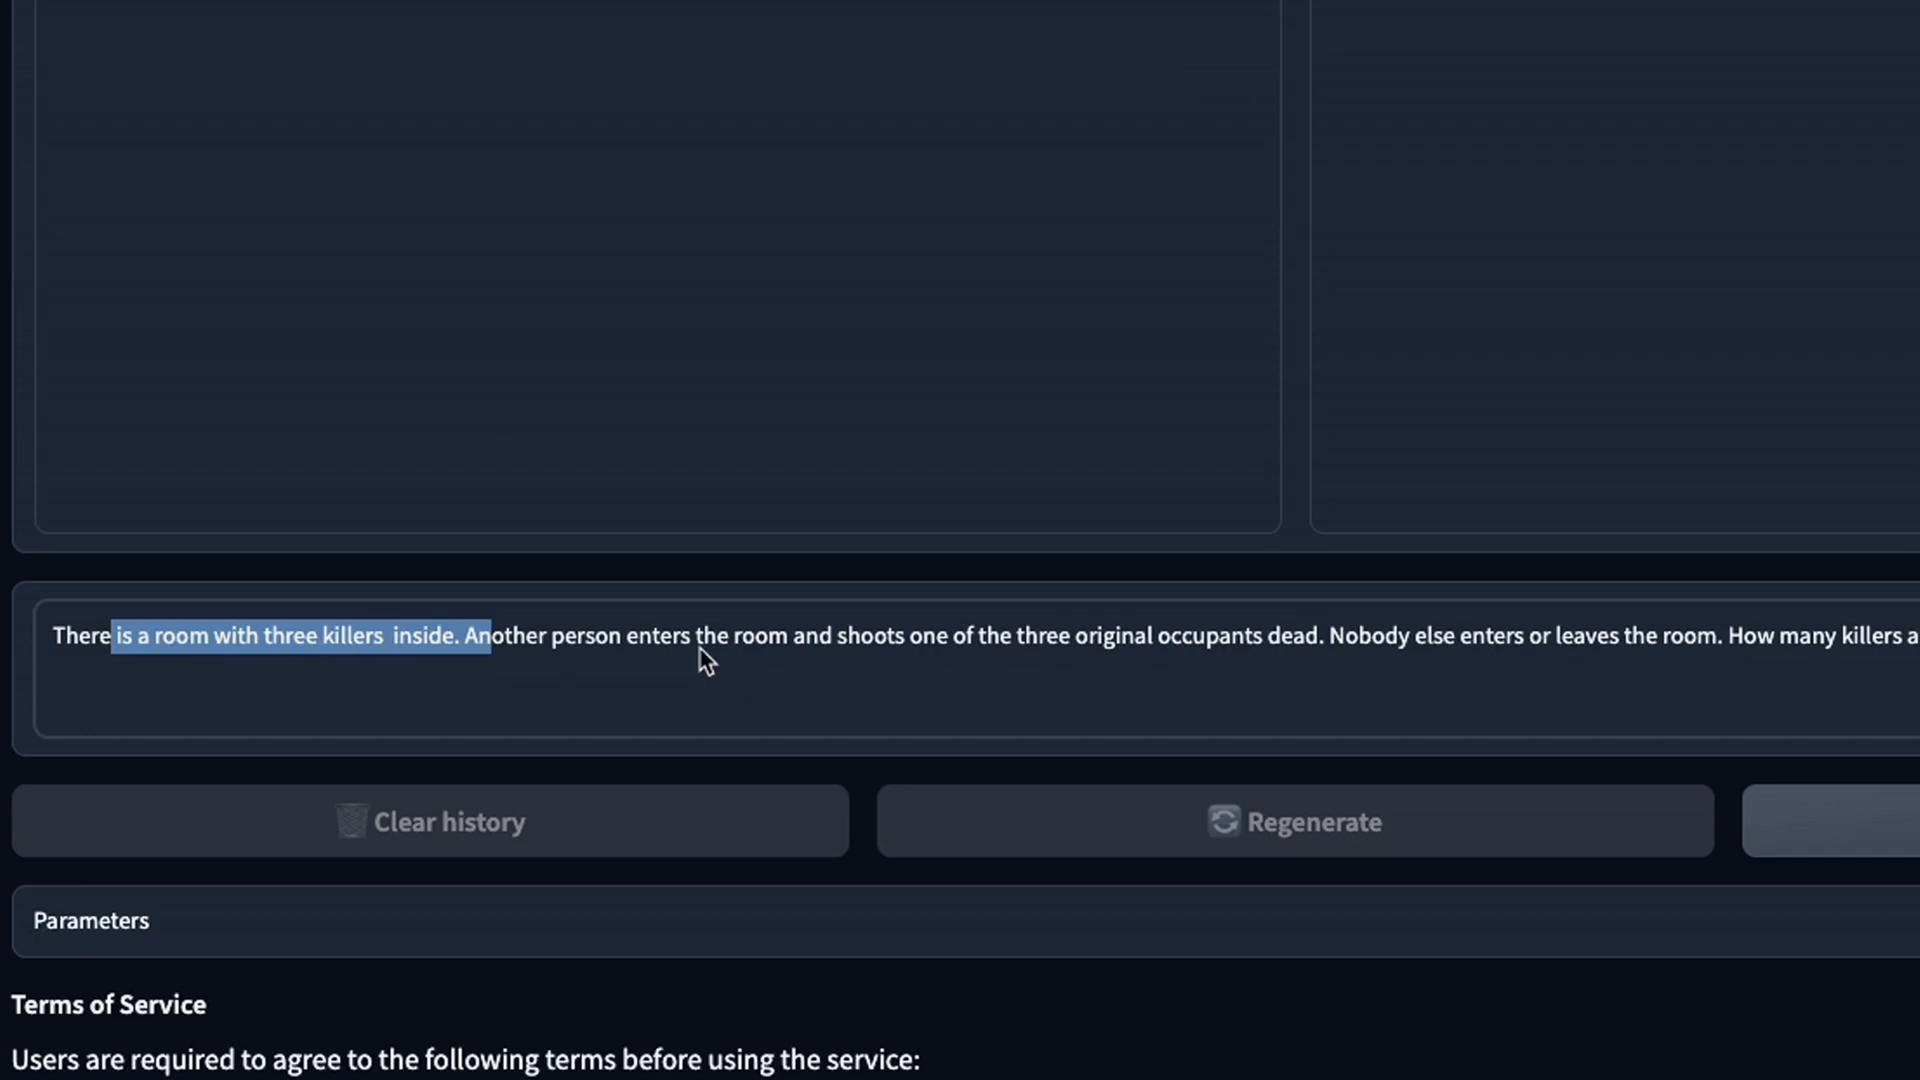 There is a room with three killers  inside. Another person enters the room and shoots one of the three original occupants dead. Nobody else enters or leaves the room. How many killers a
Clear history
Regenerate
Parameters
Terms of Service
Users are required to agree to the following terms before using the service: